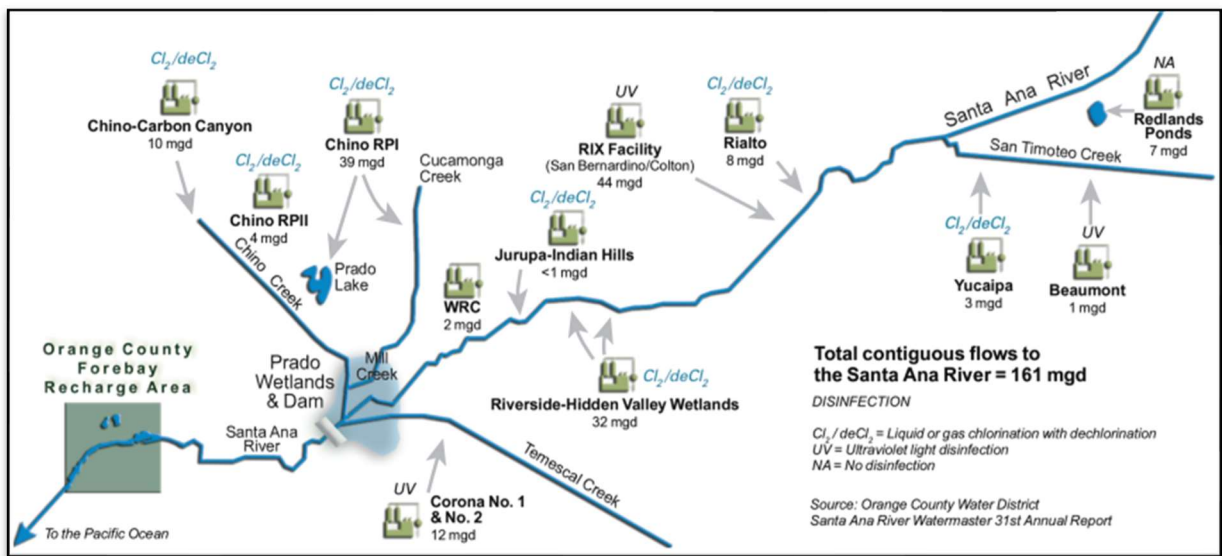 Cl₂/deCl₂
Chino-Carbon Canyon
10 mgd
Cl₂/deCl₂
Chino RPI
39 mgd
Cl₂/deCl₂
Chino RPII
4 mgd
Cucamonga
Creek
Chino Creek
Prado
Lake
UV
RIX Facility
(San Bernardino/Colton)
44 mgd
Cl₂/deCl₂
Rialto
8 mgd
Santa Ana River
NA
Redlands
Ponds
7 mgd
San Timoteo Creek
Cl₂/deCl₂
Jurupa-Indian Hills
<1 mgd
WRC
2 mgd
Cl₂/deCl₂
Yucaipa
3 mgd
UV
Beaumont
1 mgd
Orange County
Forebay
Recharge Area
Prado
Wetlands
& Dam
Mill
Creek
Cl₂/deCl₂
Riverside-Hidden Valley Wetlands
32 mgd
Santa Ana
River
Temescal Creek
UV
Corona No. 1
& No. 2
12 mgd
To the Pacific Ocean
Total contiguous flows to
the Santa Ana River = 161 mgd
DISINFECTION
Cl₂ / deCl₂ = Liquid or gas chlorination with dechlorination
UV = Ultraviolet light disinfection
NA = No disinfection
Source: Orange County Water District
Santa Ana River Watermaster 31st Annual Report